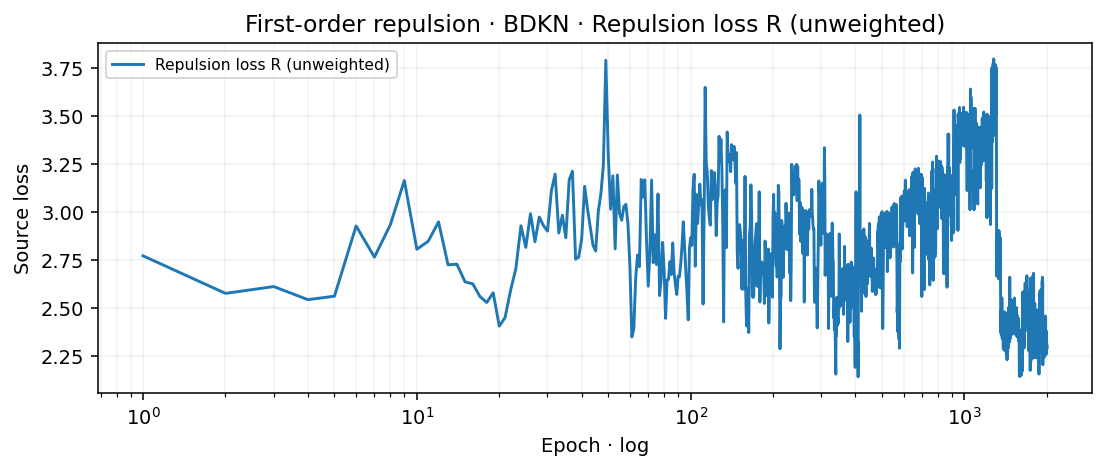 First-order repulsion · BDKN · Repulsion loss R (unweighted)
Repulsion loss R (unweighted)
Source loss
3.75
3.50
3.25
3.00
2.75
2.50
2.25
10⁰ 10¹ 10² 10³
Epoch · log